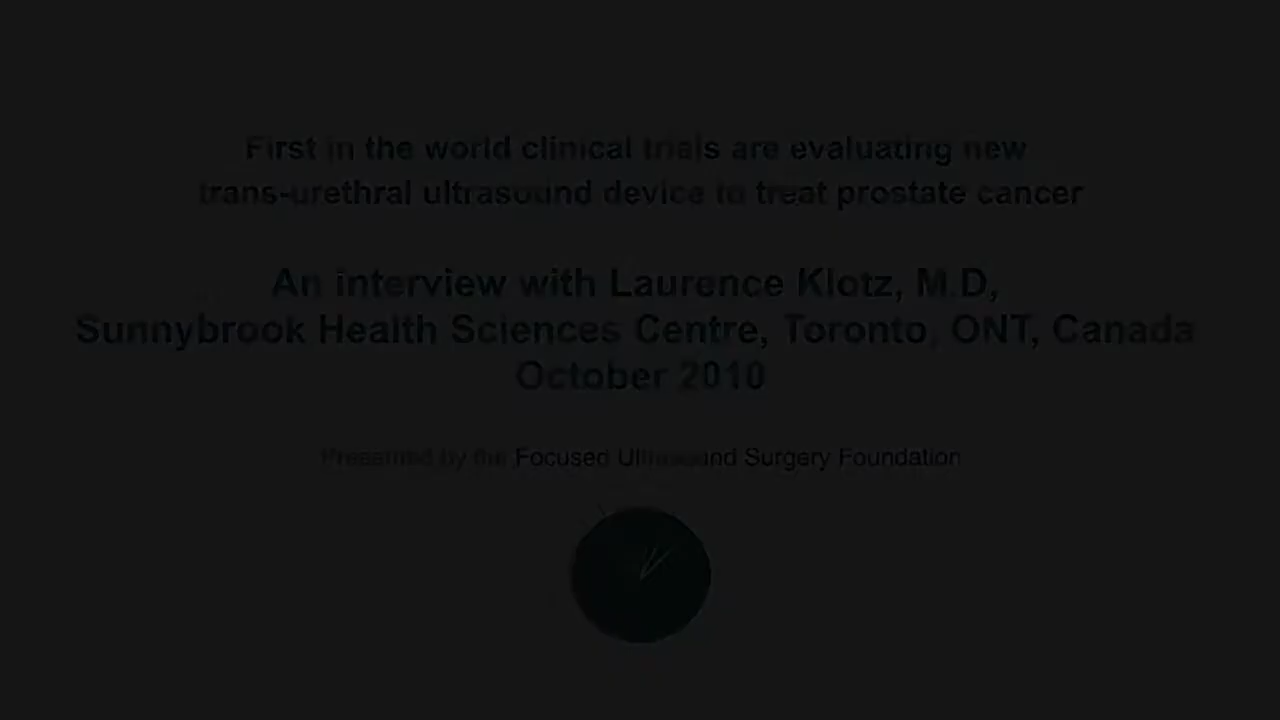 First in the world clinical trials are evaluating new
trans-urethral ultrasound device to treat prostate cancer
An interview with Laurence Klotz, M.D,
Sunnybrook Health Sciences Centre, Toronto, ONT, Canada
October 2010
Presented by the Focused Ultrasound Surgery Foundation